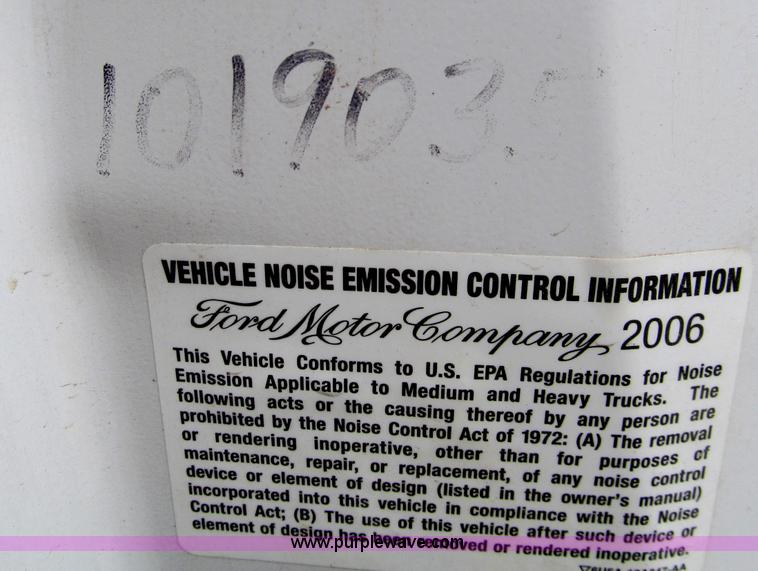 1019035
VEHICLE NOISE EMISSION CONTROL INFORMATION
Ford Motor Company 2006
This Vehicle Conforms to U.S. EPA Regulations for Noise
Emission Applicable to Medium and Heavy Trucks. The
following acts or the causing thereof by any person are
prohibited by the Noise Control Act of 1972: (A) The removal
or rendering inoperative, other than for purposes of
maintenance, repair, or replacement, of any noise control
device or element of design (listed in the owner's manual)
incorporated into this vehicle in compliance with the Noise
Control Act; (B) The use of this vehicle after such device or
element of design has been removed or rendered inoperative.
www.purplewave.com